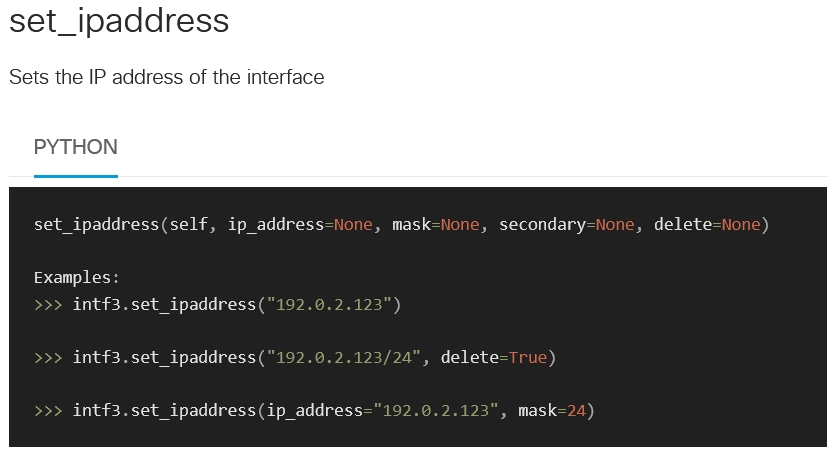 set_ipaddress
Sets the IP address of the interface
PYTHON
set_ipaddress(self, ip_address=None, mask=None, secondary=None, delete=None)
Examples:
>>> intf3.set_ipaddress("192.0.2.123")
>>> intf3.set_ipaddress("192.0.2.123/24", delete=True)
>>> intf3.set_ipaddress(ip_address="192.0.2.123", mask=24)